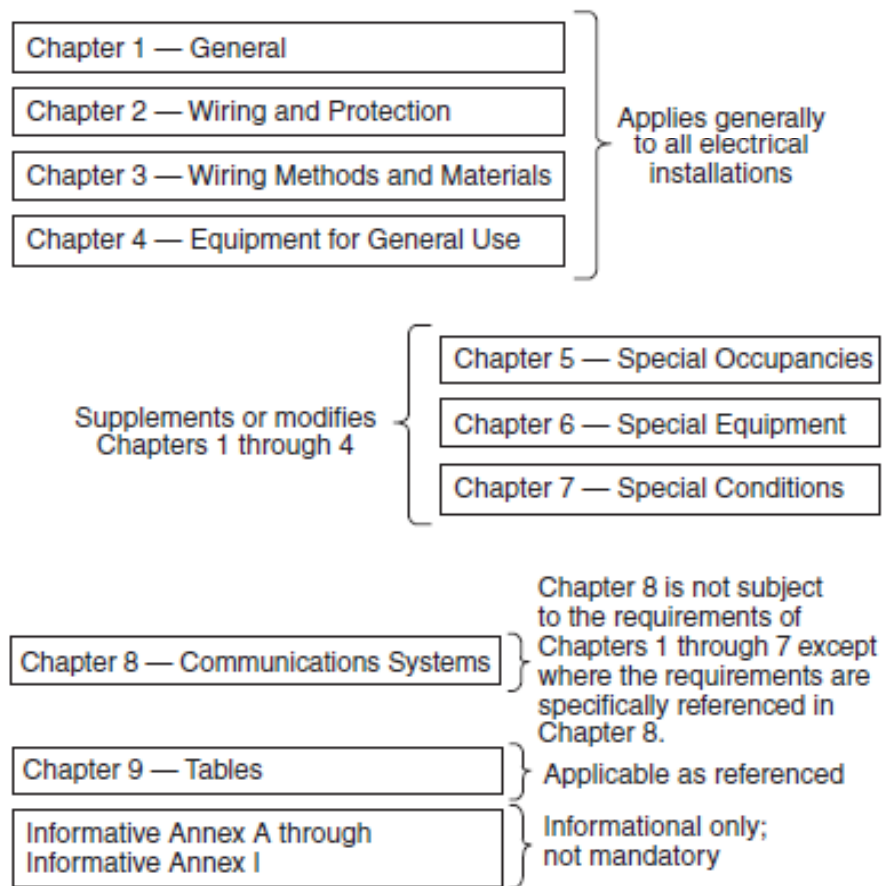 Chapter 1 — General
Chapter 2 — Wiring and Protection
Chapter 3 — Wiring Methods and Materials
Chapter 4 — Equipment for General Use
Applies generally
to all electrical
installations
Supplements or modifies
Chapters 1 through 4
Chapter 5 — Special Occupancies
Chapter 6 — Special Equipment
Chapter 7 — Special Conditions
Chapter 8 — Communications Systems
Chapter 8 is not subject
to the requirements of
Chapters 1 through 7 except
where the requirements are
specifically referenced in
Chapter 8.
Chapter 9 — Tables
Applicable as referenced
Informative Annex A through
Informative Annex I
Informational only;
not mandatory